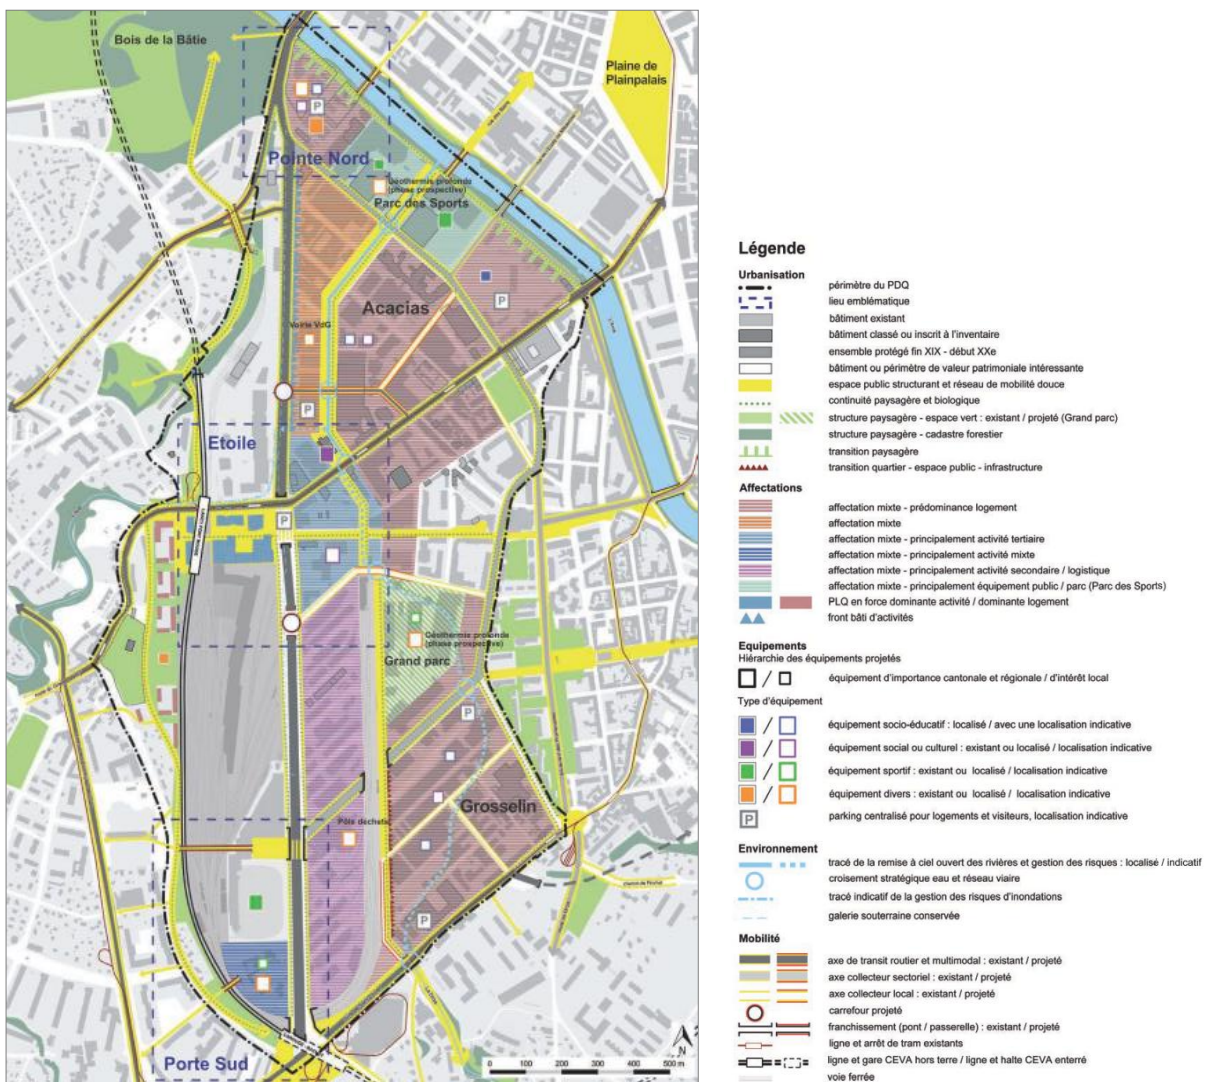 Bois de la Bâtie
Plaine de
Plainpalais
Pointe Nord
Géothermie profonde
(phase prospective)
Parc des Sports
Acacias
Voirie VdG
Etoile
Géothermie profonde
(phase prospective)
Grand parc
Grosselin
Pôle déchets
Porte Sud
P
P
P
P
P
P
N
0 100 200 300 400 500 m
Légende
Urbanisation
périmètre du PDQ
lieu emblématique
bâtiment existant
bâtiment classé ou inscrit à l'inventaire
ensemble protégé fin XIX - début XXe
bâtiment ou périmètre de valeur patrimoniale intéressante
espace public structurant et réseau de mobilité douce
continuité paysagère et biologique
structure paysagère - espace vert : existant / projeté (Grand parc)
structure paysagère - cadastre forestier
transition paysagère
transition quartier - espace public - infrastructure
Affectations
affectation mixte - prédominance logement
affectation mixte
affectation mixte - principalement activité tertiaire
affectation mixte - principalement activité mixte
affectation mixte - principalement activité secondaire / logistique
affectation mixte - principalement équipement public / parc (Parc des Sports)
PLQ en force dominante activité / dominante logement
front bâti d'activités
Equipements
Hiérarchie des équipements projetés
/ équipement d'importance cantonale et régionale / d'intérêt local
Type d'équipement
/ équipement socio-éducatif : localisé / avec une localisation indicative
/ équipement social ou culturel : existant ou localisé / localisation indicative
/ équipement sportif : existant ou localisé / localisation indicative
/ équipement divers : existant ou localisé / localisation indicative
P parking centralisé pour logements et visiteurs, localisation indicative
Environnement
tracé de la remise à ciel ouvert des rivières et gestion des risques : localisé / indicatif
croisement stratégique eau et réseau viaire
tracé indicatif de la gestion des risques d'inondations
galerie souterraine conservée
Mobilité
axe de transit routier et multimodal : existant / projeté
axe collecteur sectoriel : existant / projeté
axe collecteur local : existant / projeté
carrefour projeté
franchissement (pont / passerelle) : existant / projeté
ligne et arrêt de tram existants
ligne et gare CEVA hors terre / ligne et halte CEVA enterré
voie ferrée